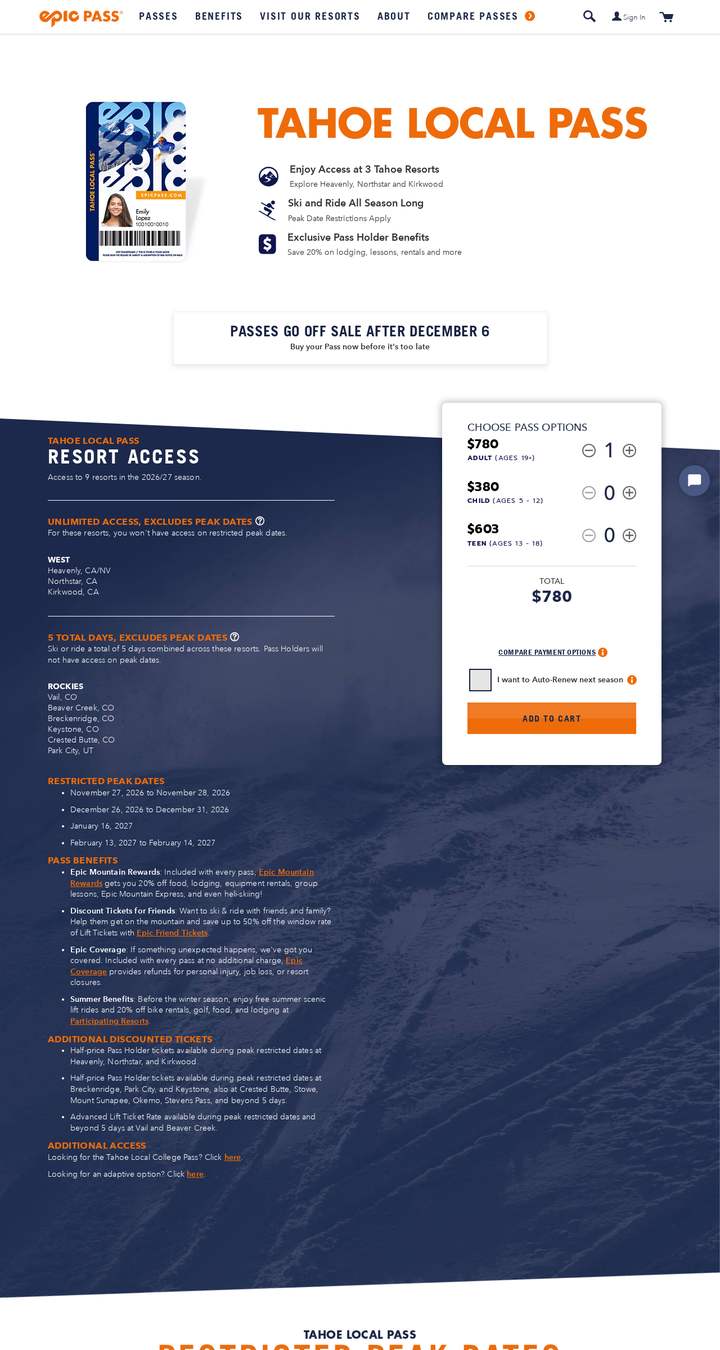 epic PASS
PASSES BENEFITS VISIT OUR RESORTS ABOUT COMPARE PASSES
Sign In
TAHOE LOCAL PASS
epic
TAHOE LOCAL PASS
EPICPASS.COM
Emily
Lopez
Enjoy Access at 3 Tahoe Resorts
Explore Heavenly, Northstar and Kirkwood
Ski and Ride All Season Long
Peak Date Restrictions Apply
Exclusive Pass Holder Benefits
Save 20% on lodging, lessons, rentals and more
PASSES GO OFF SALE AFTER DECEMBER 6
Buy your Pass now before it's too late
TAHOE LOCAL PASS
RESORT ACCESS
Access to 9 resorts in the 2026/27 season.
UNLIMITED ACCESS, EXCLUDES PEAK DATES
For these resorts, you won't have access on restricted peak dates.
WEST
Heavenly, CA/NV
Northstar, CA
Kirkwood, CA
5 TOTAL DAYS, EXCLUDES PEAK DATES
Ski or ride a total of 5 days combined across these resorts. Pass Holders will
not have access on peak dates.
ROCKIES
Vail, CO
Beaver Creek, CO
Breckenridge, CO
Keystone, CO
Crested Butte, CO
Park City, UT
RESTRICTED PEAK DATES
• November 27, 2026 to November 28, 2026
• December 26, 2026 to December 31, 2026
• January 16, 2027
• February 13, 2027 to February 14, 2027
PASS BENEFITS
• Epic Mountain Rewards: Included with every pass, Epic Mountain
Rewards gets you 20% off food, lodging, equipment rentals, group
lessons, Epic Mountain Express, and even heli-skiing!
• Discount Tickets for Friends: Want to ski & ride with friends and family?
Help them get on the mountain and save up to 50% off the window rate
of Lift Tickets with Epic Friend Tickets.
• Epic Coverage: If something unexpected happens, we've got you
covered. Included with every pass at no additional charge, Epic
Coverage provides refunds for personal injury, job loss, or resort
closures.
• Summer Benefits: Before the winter season, enjoy free summer scenic
lift rides and 20% off bike rentals, golf, food, and lodging at
Participating Resorts.
ADDITIONAL DISCOUNTED TICKETS
• Half-price Pass Holder tickets available during peak restricted dates at
Heavenly, Northstar, and Kirkwood.
• Half-price Pass Holder tickets available during peak restricted dates at
Breckenridge, Park City, and Keystone, also at Crested Butte, Stowe,
Mount Sunapee, Okemo, Stevens Pass, and beyond 5 days.
• Advanced Lift Ticket Rate available during peak restricted dates and
beyond 5 days at Vail and Beaver Creek.
ADDITIONAL ACCESS
Looking for the Tahoe Local College Pass? Click here.
Looking for an adaptive option? Click here.
CHOOSE PASS OPTIONS
$780
ADULT (AGES 19+)
1
$380
CHILD (AGES 5 - 12)
0
$603
TEEN (AGES 13 - 18)
0
TOTAL
$780
COMPARE PAYMENT OPTIONS
I want to Auto-Renew next season
ADD TO CART
TAHOE LOCAL PASS
RESTRICTED PEAK DATES